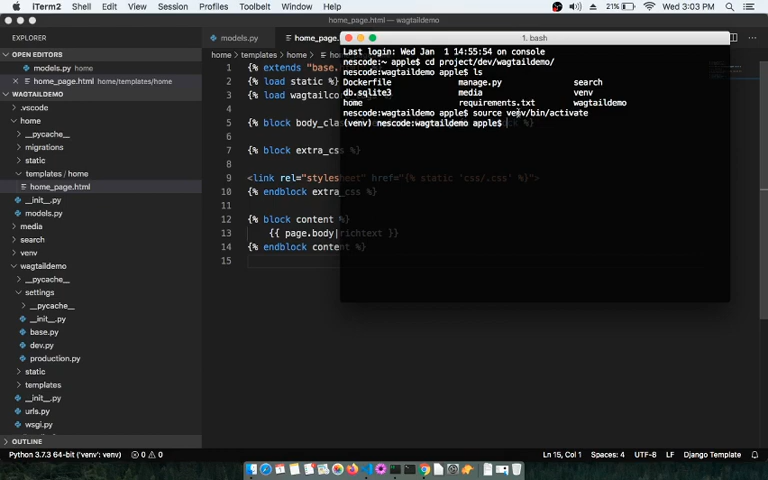 iTerm2 Shell Edit View Session Profiles Toolbelt Window Help
21% Wed 3:03 PM
home_page.html — wagtaildemo
EXPLORER
OPEN EDITORS
models.py home
home_page.html home/templates/home
WAGTAILDEMO
.vscode
home
__pycache__
migrations
static
templates / home
home_page.html
__init__.py
models.py
media
search
venv
wagtaildemo
__pycache__
settings
__pycache__
__init__.py
base.py
dev.py
production.py
static
templates
__init__.py
urls.py
wsgi.py
OUTLINE
models.py
home_page.html
home › templates › home ›
1 {% extends "base.
2 {% load static %}
3 {% load wagtailco
4
5 {% block body_cla
6
7 {% block extra_css
8
9 <link rel="stylesheet" href="{% static 'css/.css' %}">
10 {% endblock extra_css %}
11
12 {% block content %}
13 {{ page.body|richtext }}
14 {% endblock content %}
15
1. bash
Last login: Wed Jan 1 14:55:54 on console
nescode:~ apple$ cd project/dev/wagtaildemo/
nescode:wagtaildemo apple$ ls
Dockerfile manage.py search
db.sqlite3 media venv
home requirements.txt wagtaildemo
nescode:wagtaildemo apple$ source venv/bin/activate
(venv) nescode:wagtaildemo apple$
Python 3.7.3 64-bit ('venv': venv) 0 0
Ln 15, Col 1 Spaces: 4 UTF-8 LF Django Template